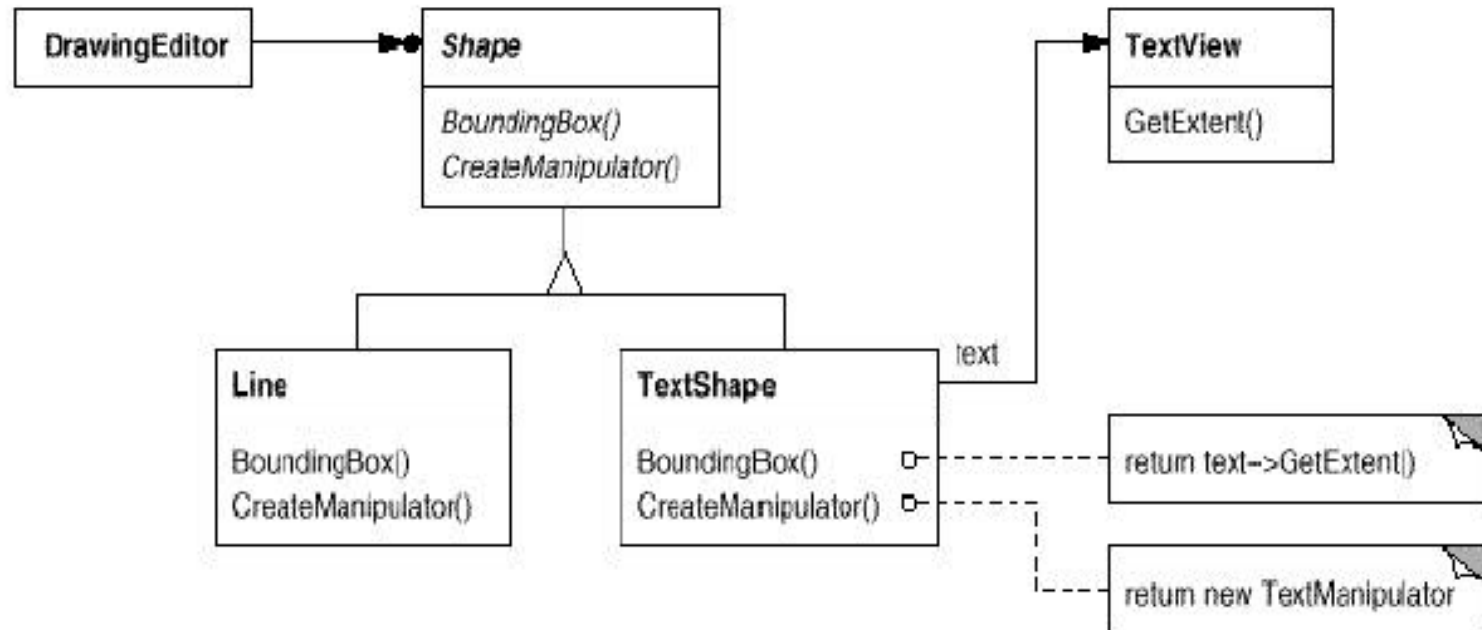 DrawingEditor
Shape
BoundingBox()
CreateManipulator()
TextView
GetExtent()
Line
BoundingBox()
CreateManipulator()
TextShape
BoundingBox()
CreateManipulator()
text
return text->GetExtent()
return new TextManipulator